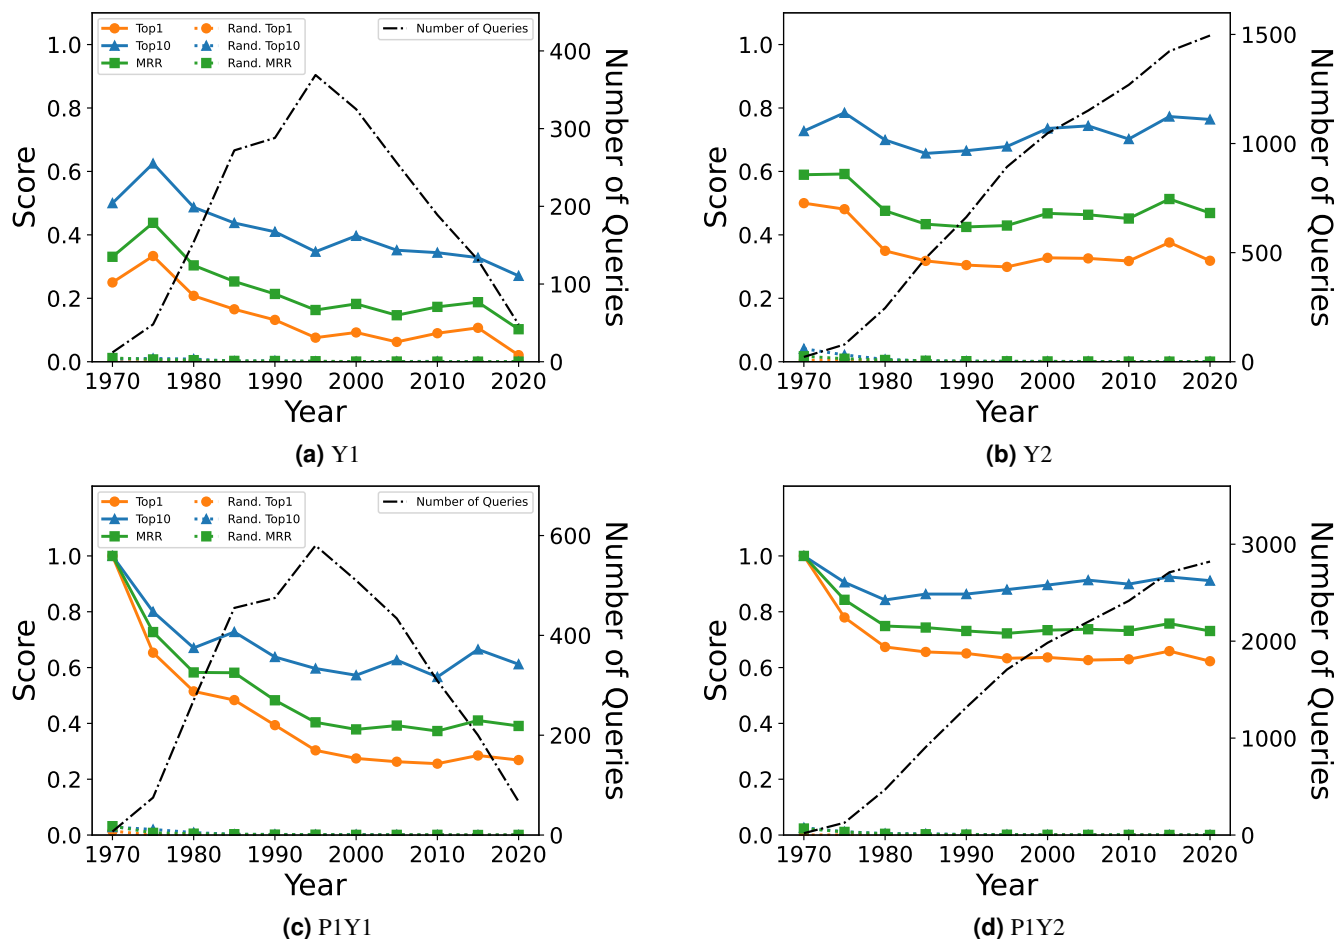 Top1
Top10
MRR
Rand. Top1
Rand. Top10
Rand. MRR
Number of Queries
1.0
0.8
0.6
0.4
0.2
0.0
Score
400
300
200
100
0
Number of Queries
1970 1980 1990 2000 2010 2020
Year
(a) Y1
1.0
0.8
0.6
0.4
0.2
0.0
Score
1500
1000
500
0
Number of Queries
1970 1980 1990 2000 2010 2020
Year
(b) Y2
Top1
Top10
MRR
Rand. Top1
Rand. Top10
Rand. MRR
Number of Queries
1.0
0.8
0.6
0.4
0.2
0.0
Score
600
400
200
0
Number of Queries
1970 1980 1990 2000 2010 2020
Year
(c) P1Y1
1.0
0.8
0.6
0.4
0.2
0.0
Score
3000
2000
1000
0
Number of Queries
1970 1980 1990 2000 2010 2020
Year
(d) P1Y2